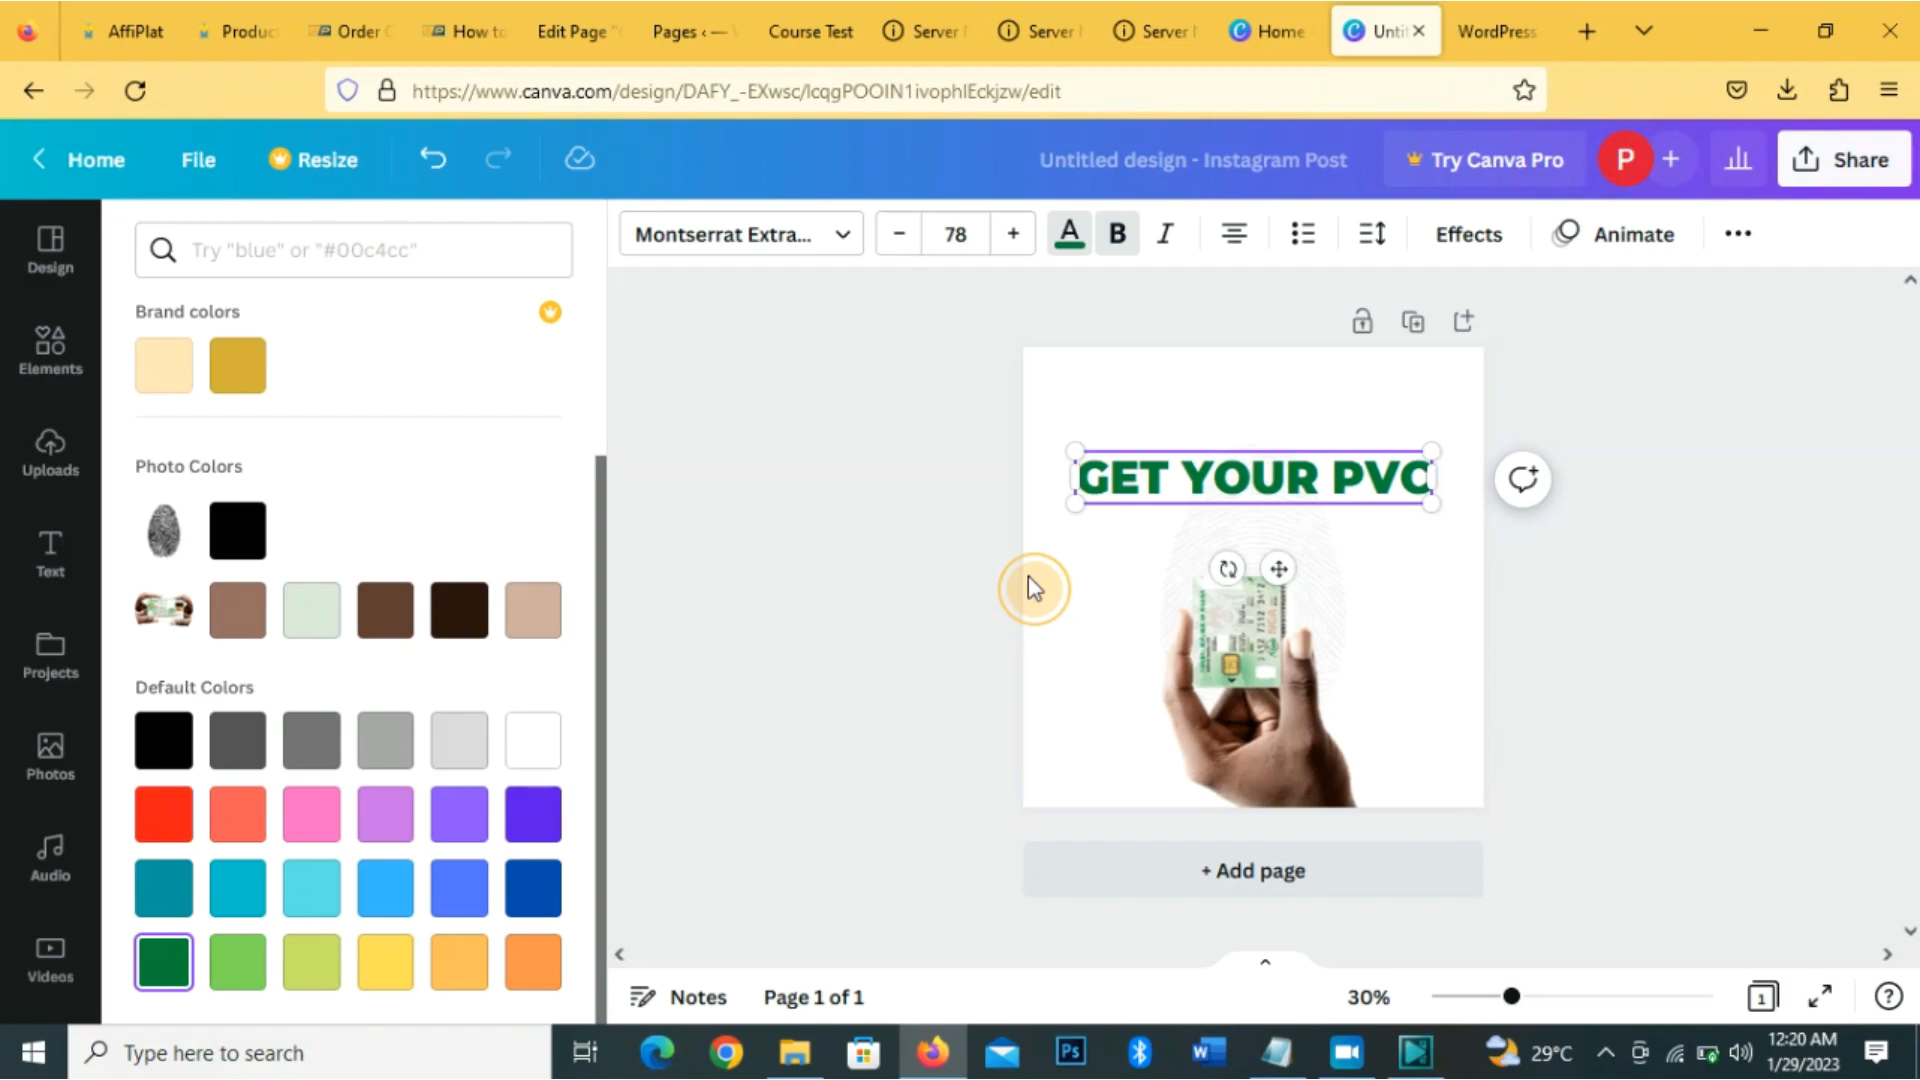 AffiPlat
Produc
Order C
How to
Edit Page "
Pages ‹ —
Course Test
Server
Server
Server
Home
Unti
WordPress
https://www.canva.com/design/DAFY_-EXwsc/lcqgPOOIN1ivophIEckjzw/edit
Home
File
Resize
Untitled design - Instagram Post
Try Canva Pro
P
+
Share
Design
Elements
Uploads
Text
Projects
Photos
Audio
Videos
Try "blue" or "#00c4cc"
Brand colors
Photo Colors
Default Colors
Montserrat Extra...
– 78 +
A B I
Effects
Animate
GET YOUR PVC
+ Add page
Notes
Page 1 of 1
30%
1
?
Type here to search
Ps
29°C
12:20 AM
1/29/2023